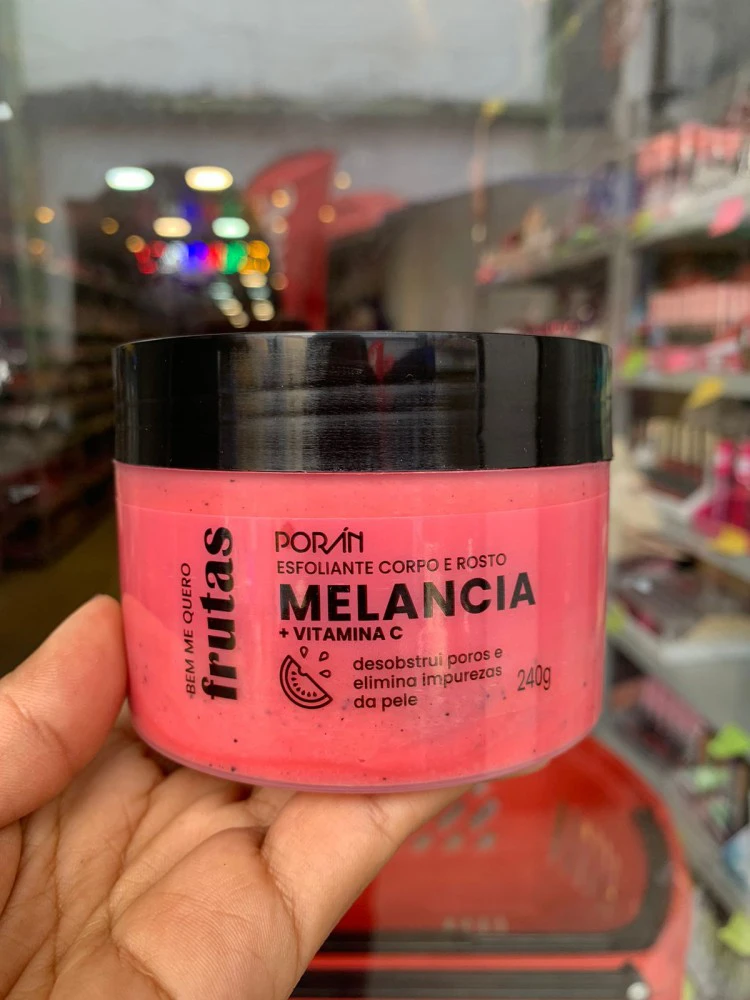 BEM ME QUERO
frutas
PORÁN
ESFOLIANTE CORPO E ROSTO
MELANCIA
+ VITAMINA C
desobstrui poros e
elimina impurezas
da pele
240g